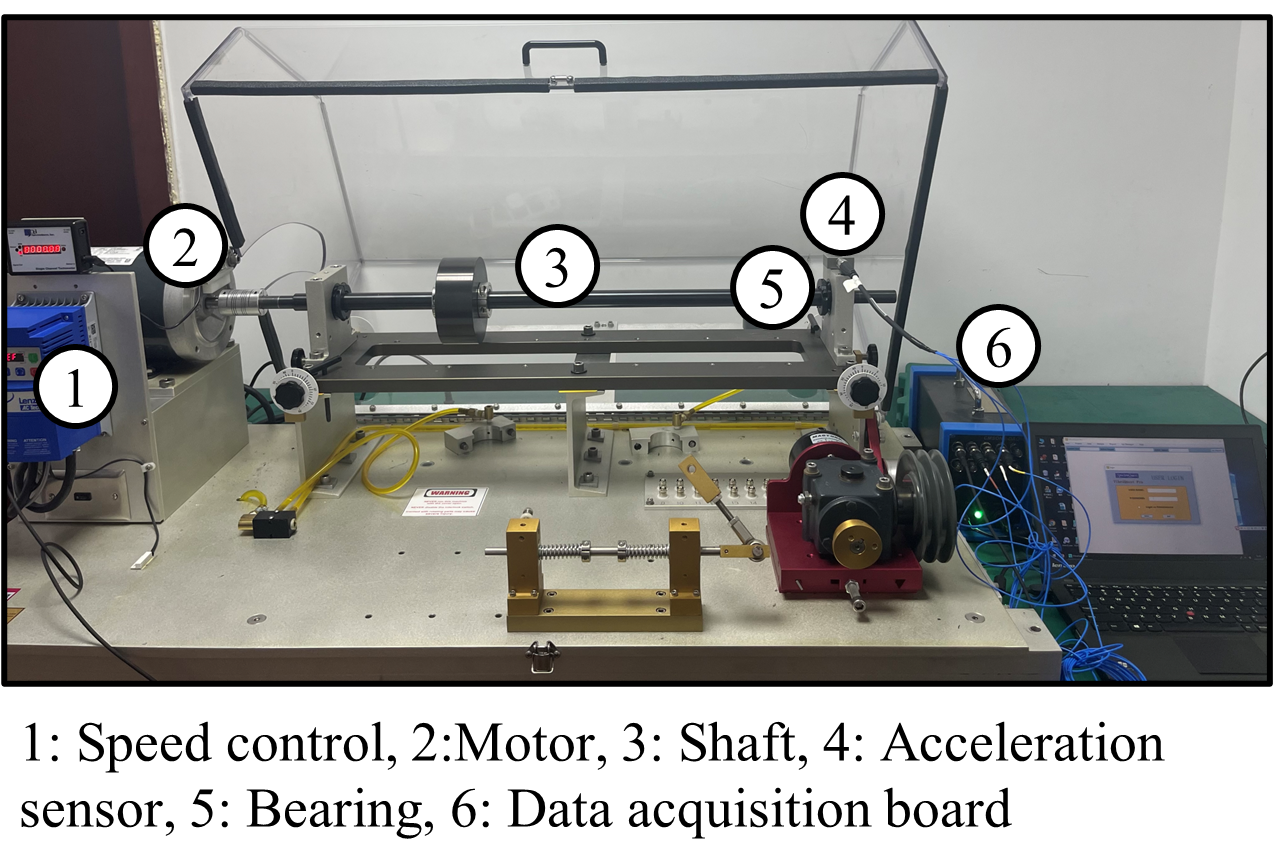 4
2
3
5
6
1
WARNING
1: Speed control, 2:Motor, 3: Shaft, 4: Acceleration
sensor, 5: Bearing, 6: Data acquisition board